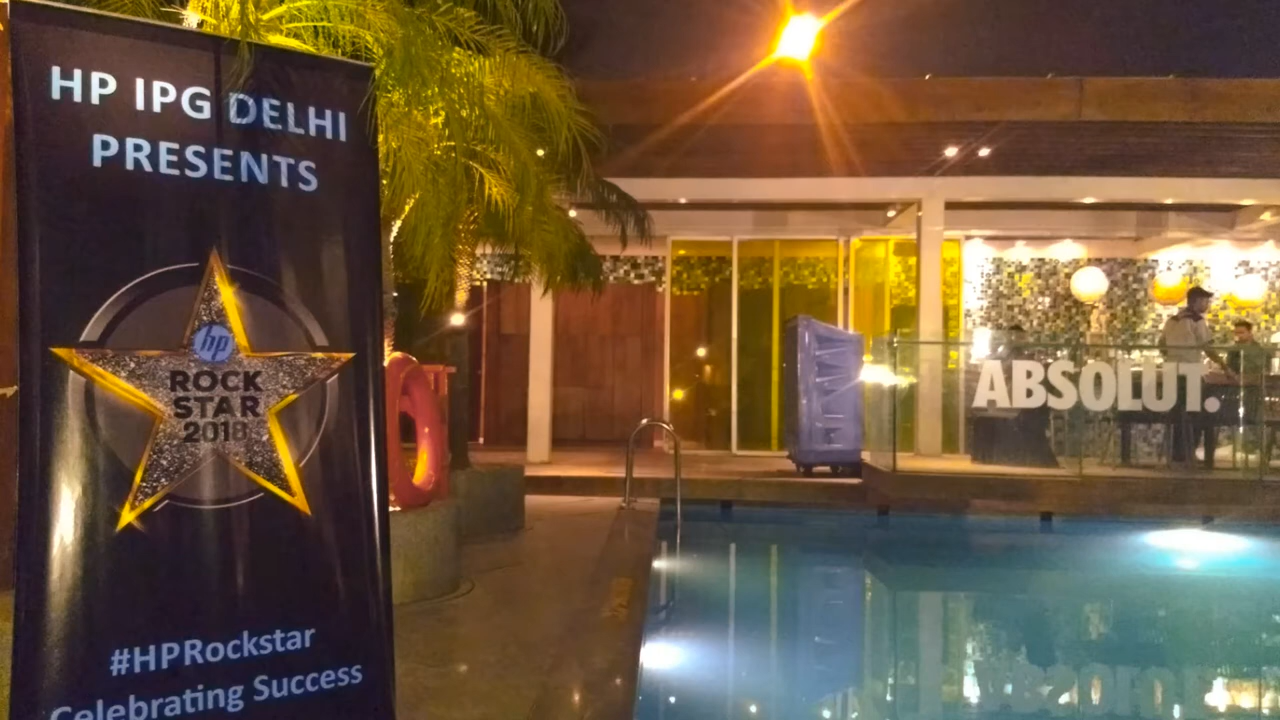 HP IPG DELHI
PRESENTS
hp
ROCK
STAR
2018
#HPRockstar
Celebrating Success
ABSOLUT.